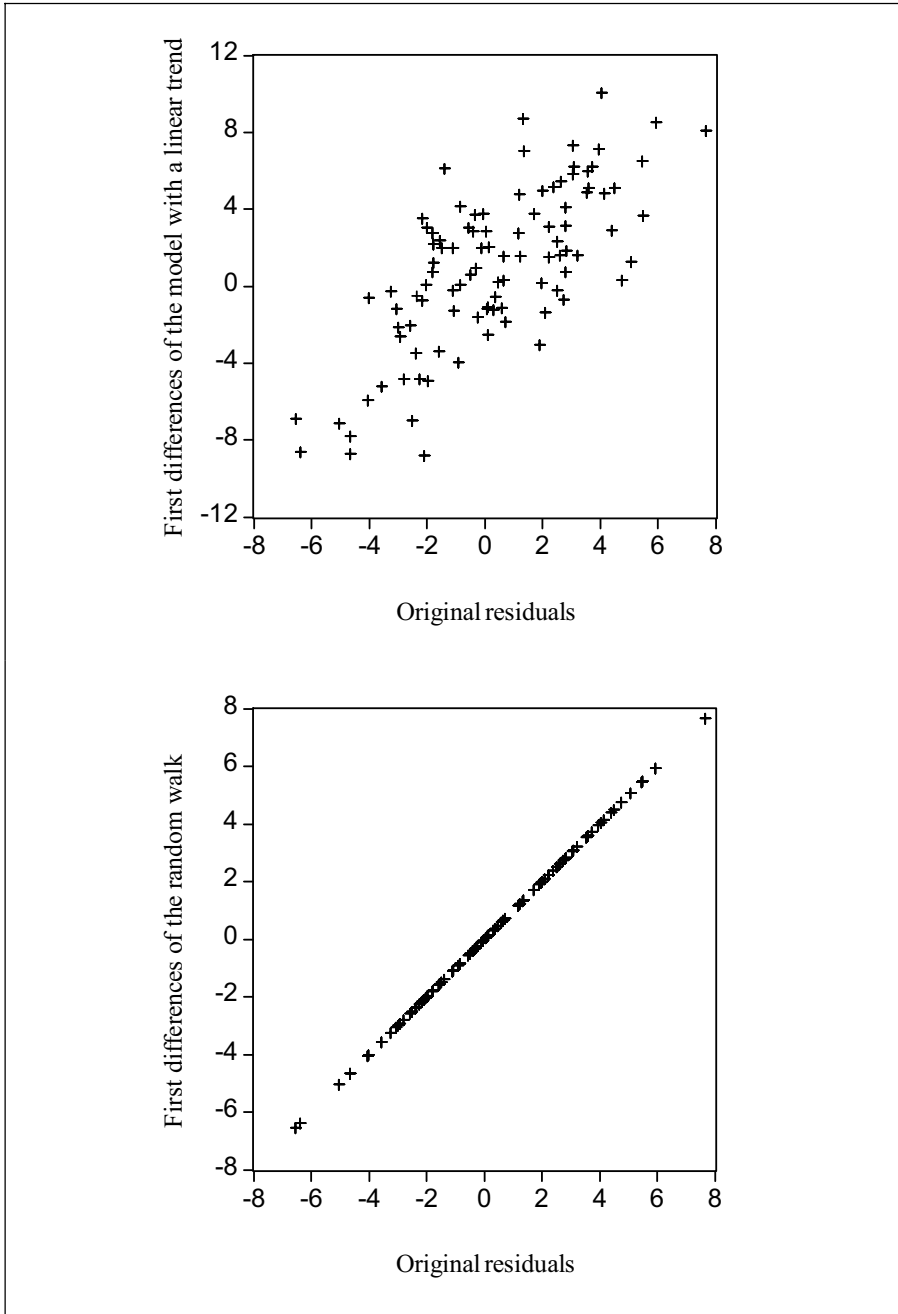 First differences of the model with a linear trend
12
8
4
0
-4
-8
-12
-8 -6 -4 -2 0 2 4 6 8
Original residuals
First differences of the random walk
8
6
4
2
0
-2
-4
-6
-8
-8 -6 -4 -2 0 2 4 6 8
Original residuals